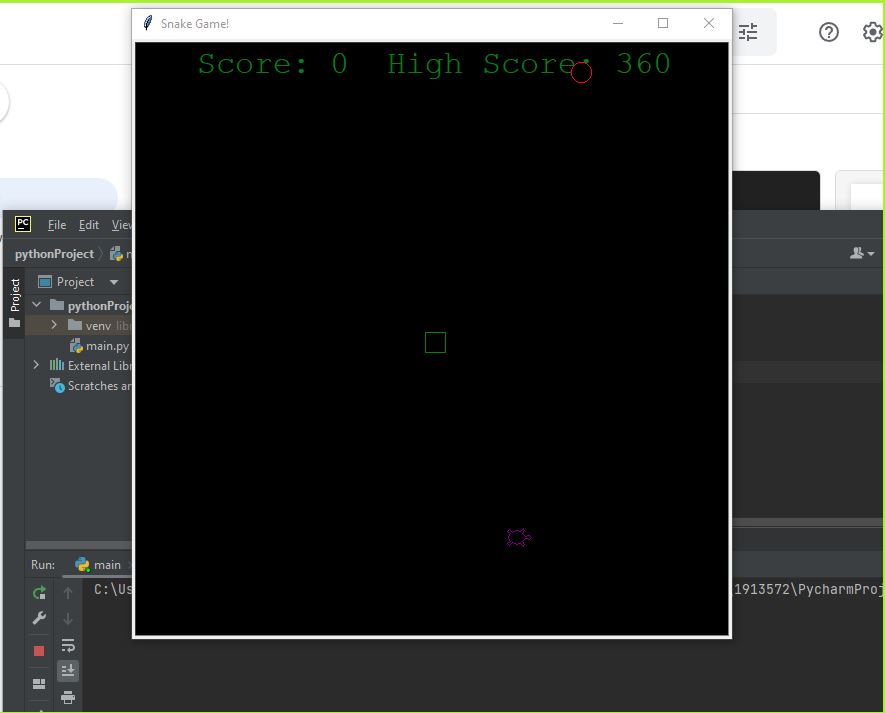 Snake Game!
Score: 0 High Score: 360
PC
File Edit View
pythonProject
Project
Project
pythonProje
venv libr
main.py
External Libr
Scratches an
Run: main
C:\Us 1913572\PycharmProj